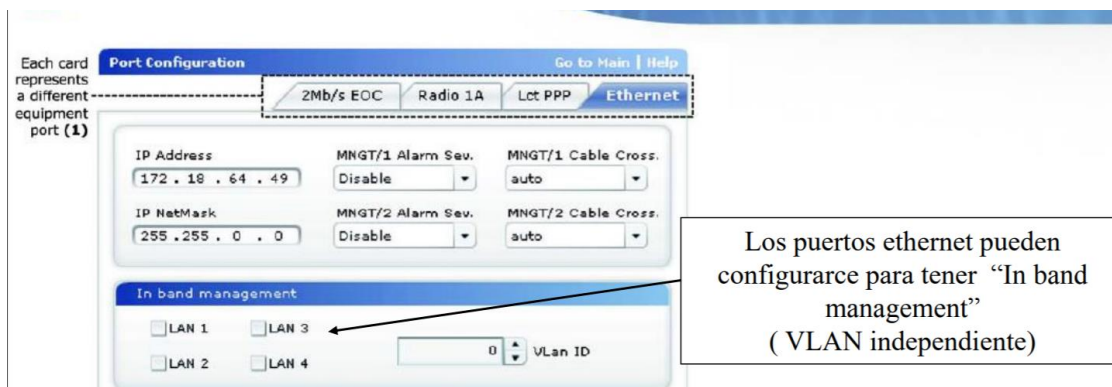 Each card
represents
a different
equipment
port (1)
Port Configuration
Go to Main | Help
2Mb/s EOC
Radio 1A
Lct PPP
Ethernet
IP Address
MNGT/1 Alarm Sev.
MNGT/1 Cable Cross.
172 . 18 . 64 . 49
Disable
auto
IP NetMask
MNGT/2 Alarm Sev.
MNGT/2 Cable Cross.
255 .255 . 0 . 0
Disable
auto
Los puertos ethernet pueden
configurarce para tener “In band
management”
( VLAN independiente)
In band management
LAN 1
LAN 3
0
VLan ID
LAN 2
LAN 4